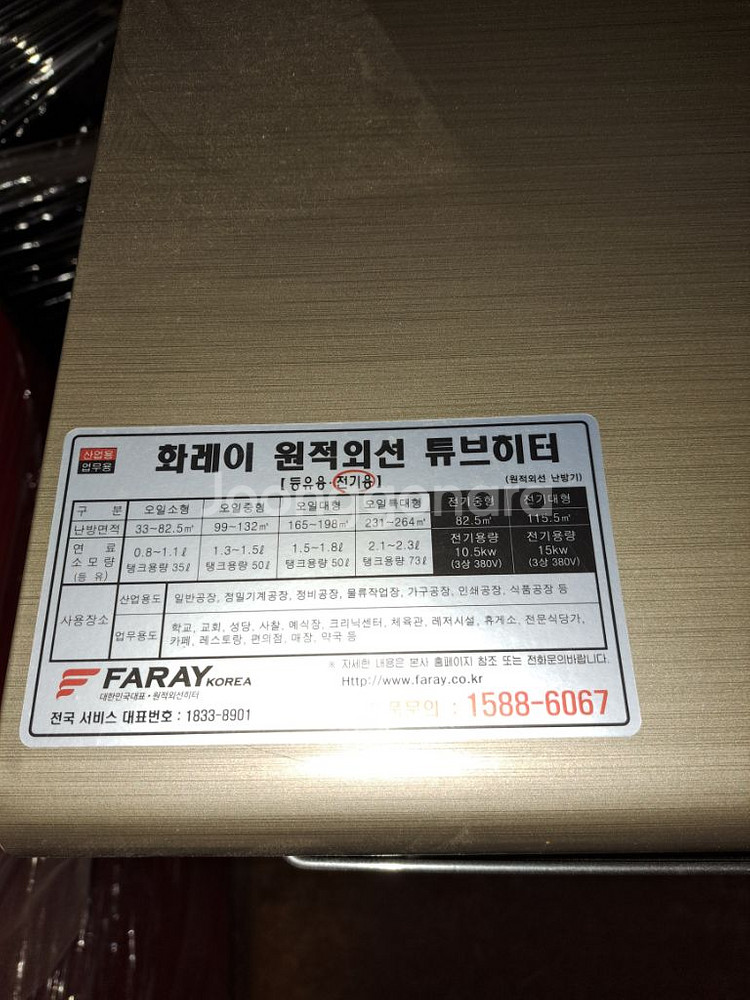 산업용
업무용
화레이 원적외선 튜브히터
[ 등유용·전기용 ]
(원적외선 난방기)
구 분 오일소형 오일중형 오일대형 오일특대형 전기중형 전기대형
난방면적 33~82.5㎡ 99~132㎡ 165~198㎡ 231~264㎡ 82.5㎡ 115.5㎡
연 료 소모량 (등 유) 0.8~1.1ℓ 1.3~1.5ℓ 1.5~1.8ℓ 2.1~2.3ℓ 전기용량 전기용량
탱크용량 35ℓ 탱크용량 50ℓ 탱크용량 50ℓ 탱크용량 73ℓ 10.5kw 15kw
(3상 380V) (3상 380V)
사용장소 산업용도 일반공장, 정밀기계공장, 정비공장, 물류작업장, 가구공장, 인쇄공장, 식품공장 등
업무용도 학교, 교회, 성당, 사찰, 예식장, 크리닉센터, 체육관, 레저시설, 휴게소, 전문식당가,
카페, 레스토랑, 편의점, 매장, 약국 등
※ 자세한 내용은 본사 홈페이지 참조 또는 전화문의바랍니다.
FARAY KOREA
대한민국대표·원적외선히터
Http://www.faray.co.kr
전국 서비스 대표번호 : 1833-8901
문의 : 1588-6067
Joongonara